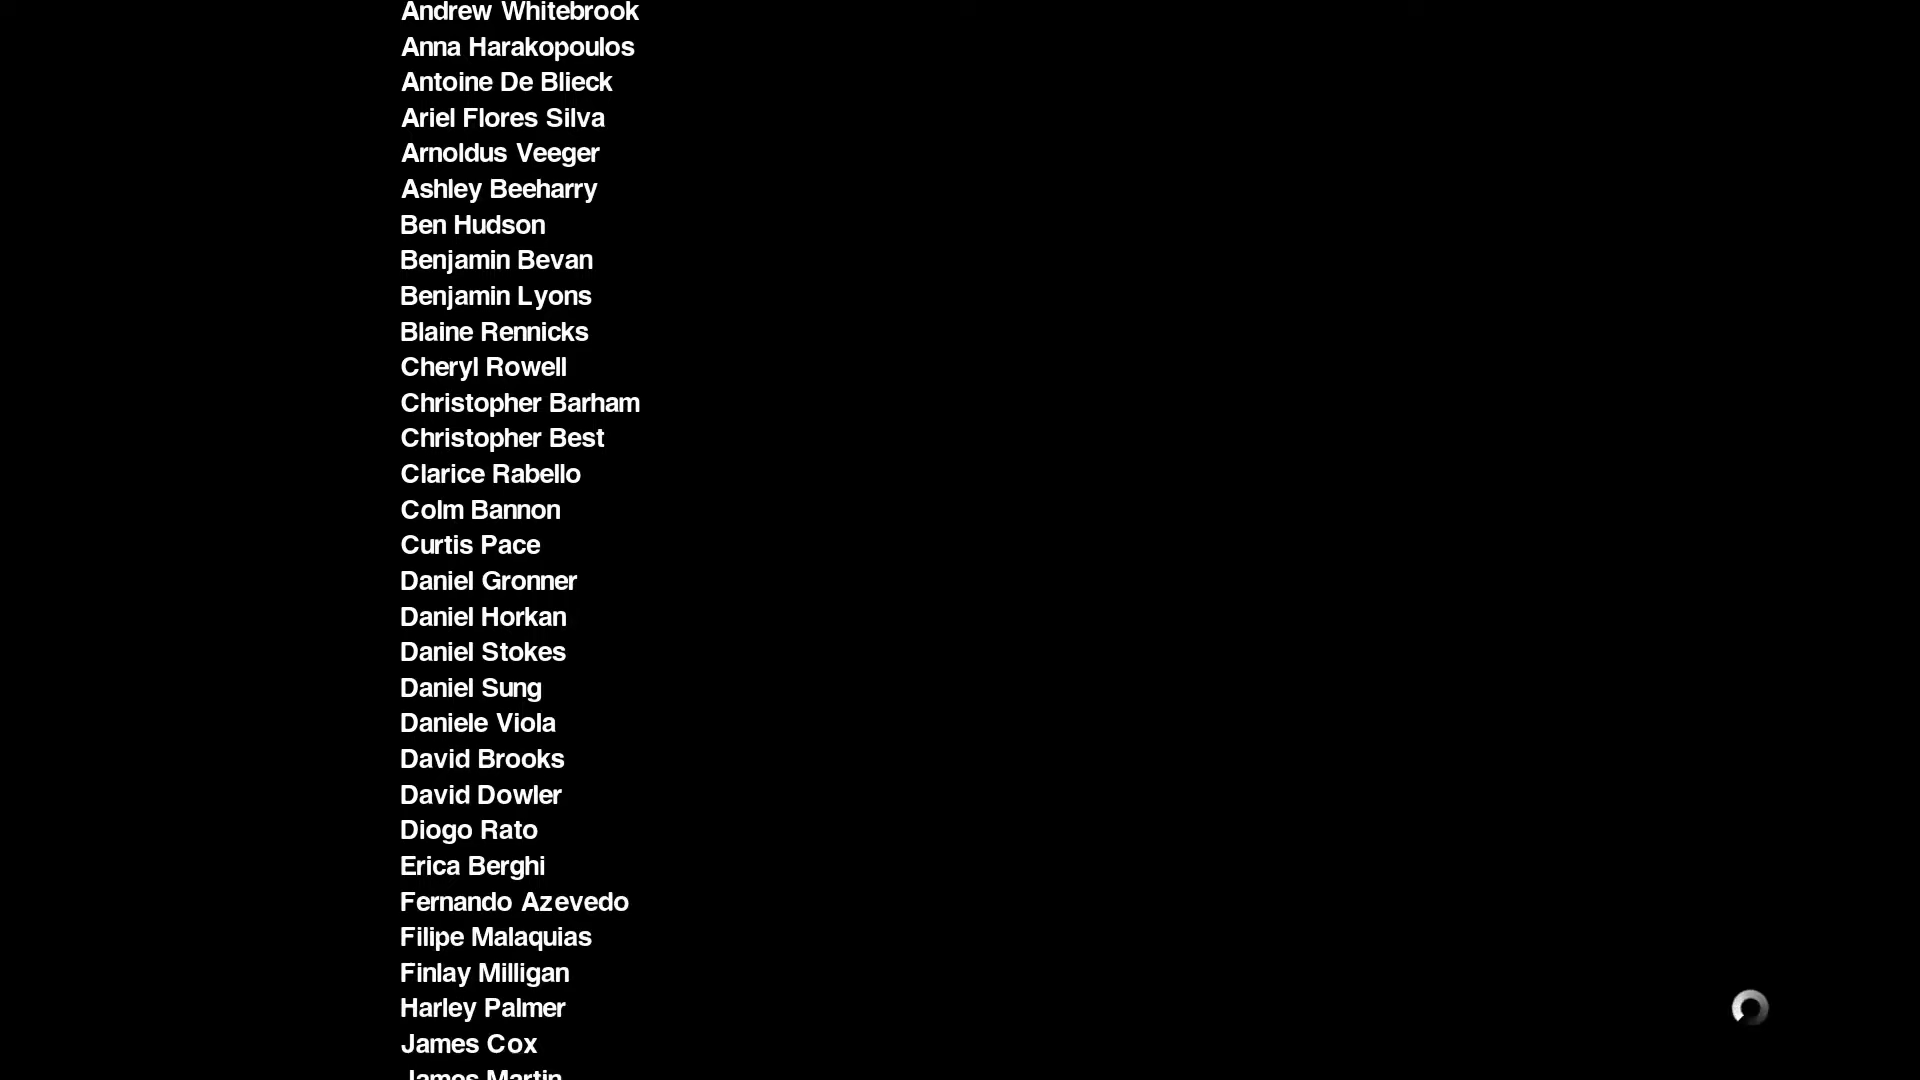 Andrew Whitebrook
Anna Harakopoulos
Antoine De Blieck
Ariel Flores Silva
Arnoldus Veeger
Ashley Beeharry
Ben Hudson
Benjamin Bevan
Benjamin Lyons
Blaine Rennicks
Cheryl Rowell
Christopher Barham
Christopher Best
Clarice Rabello
Colm Bannon
Curtis Pace
Daniel Gronner
Daniel Horkan
Daniel Stokes
Daniel Sung
Daniele Viola
David Brooks
David Dowler
Diogo Rato
Erica Berghi
Fernando Azevedo
Filipe Malaquias
Finlay Milligan
Harley Palmer
James Cox
James Martin